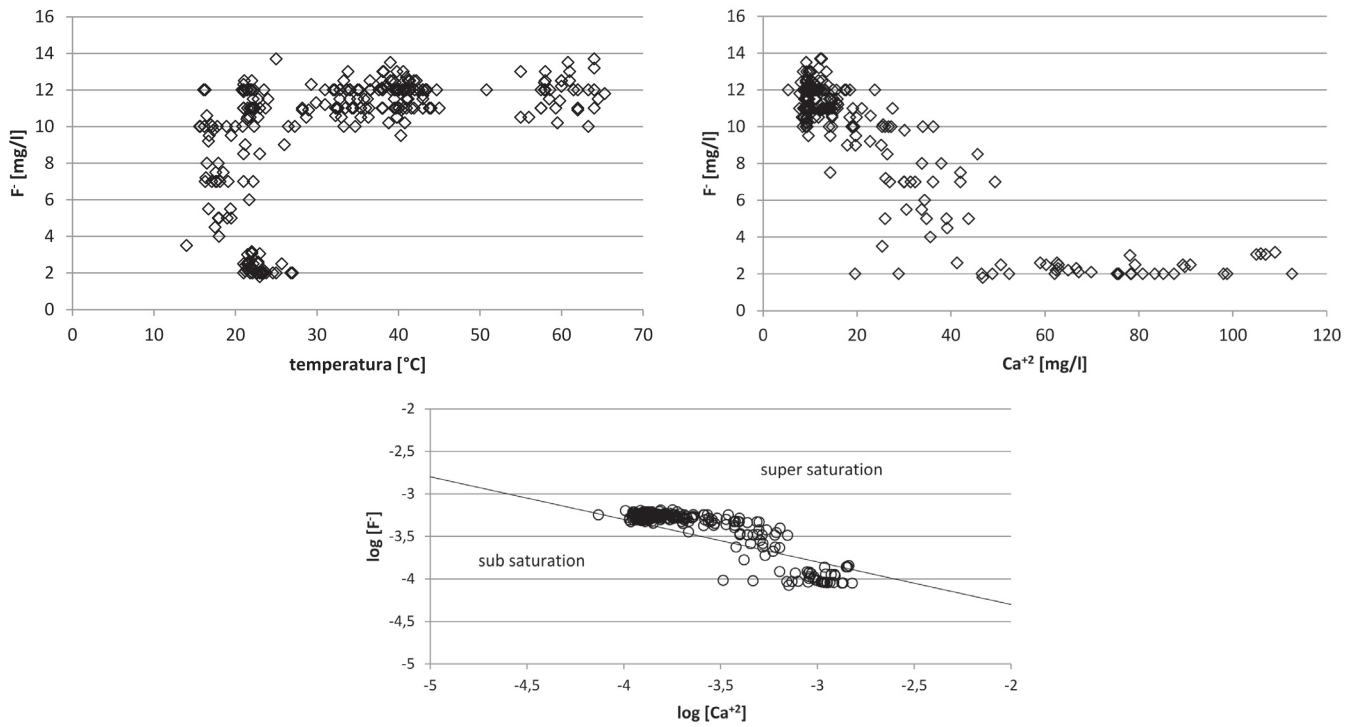 16
14
12
10
8
6
4
2
0
F⁻ [mg/l]
0 10 20 30 40 50 60 70
temperatura [°C]
16
14
12
10
8
6
4
2
0
F⁻ [mg/l]
0 20 40 60 80 100 120
Ca⁺² [mg/l]
-2
-2,5
-3
-3,5
-4
-4,5
-5
log [F⁻]
super saturation
sub saturation
-5 -4,5 -4 -3,5 -3 -2,5 -2
log [Ca⁺²]